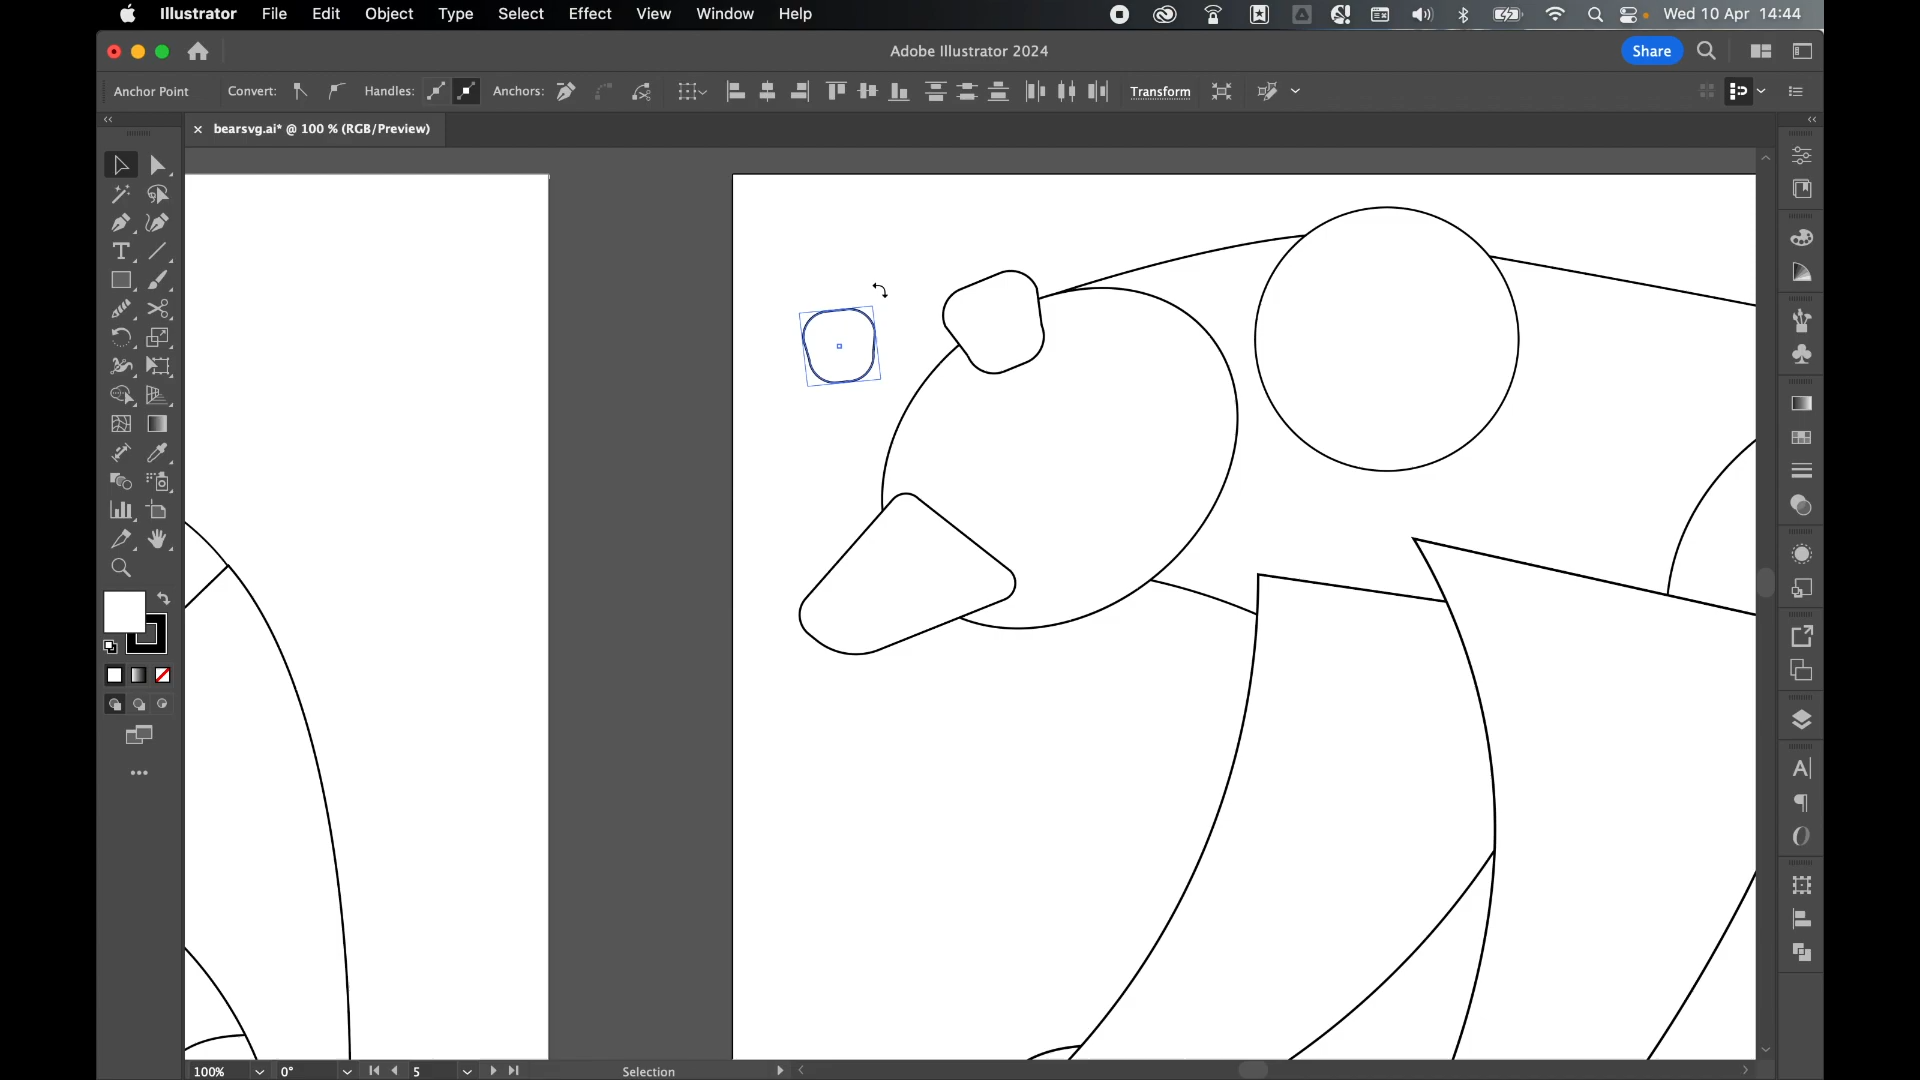 Illustrator File Edit Object Type Select Effect View Window Help Wed 10 Apr 14:44
Adobe Illustrator 2024 Share
Anchor Point Convert: Handles: Anchors: Transform
bearsvg.ai* @ 100 % (RGB/Preview)
100% 0° 5 Selection